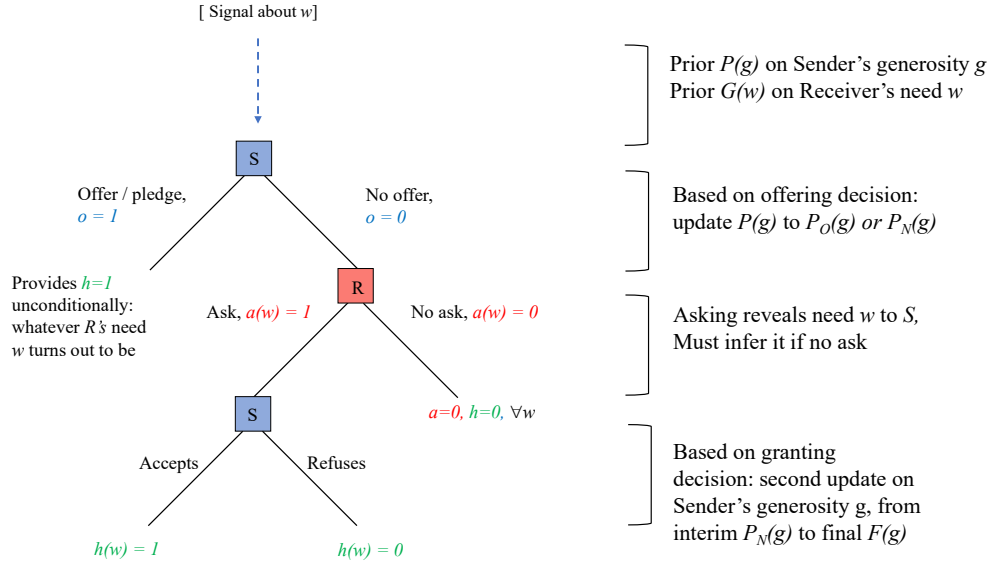 [ Signal about w]
Prior P(g) on Sender's generosity g
Prior G(w) on Receiver's need w
S
Offer / pledge,
o = 1
No offer,
o = 0
Based on offering decision:
update P(g) to P_O(g) or P_N(g)
Provides h=1
unconditionally:
whatever R's need
w turns out to be
R
Ask, a(w) = 1
No ask, a(w) = 0
Asking reveals need w to S,
Must infer it if no ask
S
a=0, h=0, ∀w
Accepts
Refuses
Based on granting
decision: second update on
Sender's generosity g, from
interim P_N(g) to final F(g)
h(w) = 1
h(w) = 0